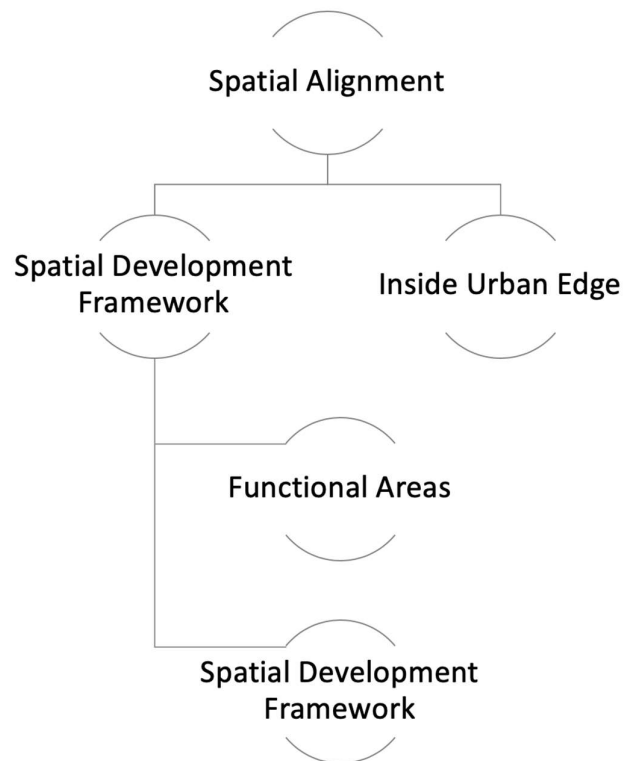 Spatial Alignment
Spatial Development
Framework
Inside Urban Edge
Functional Areas
Spatial Development
Framework